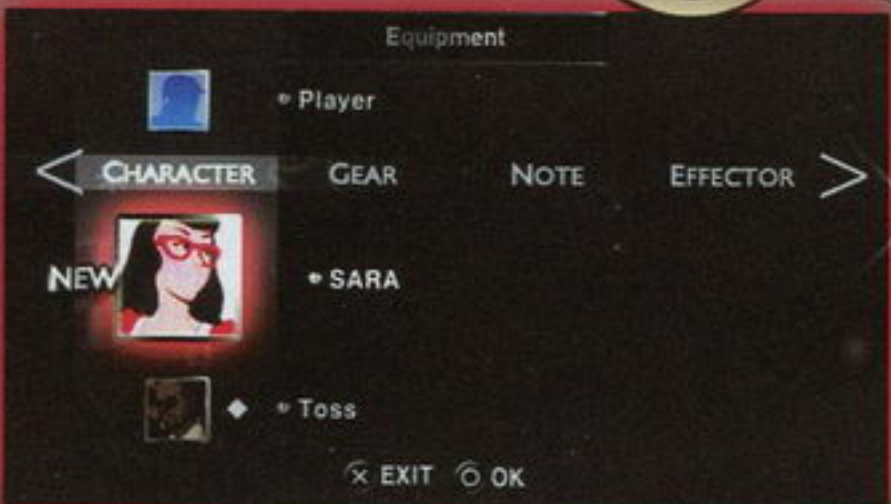 Equipment
Player
< CHARACTER GEAR NOTE EFFECTOR >
NEW SARA
Toss
EXIT OK